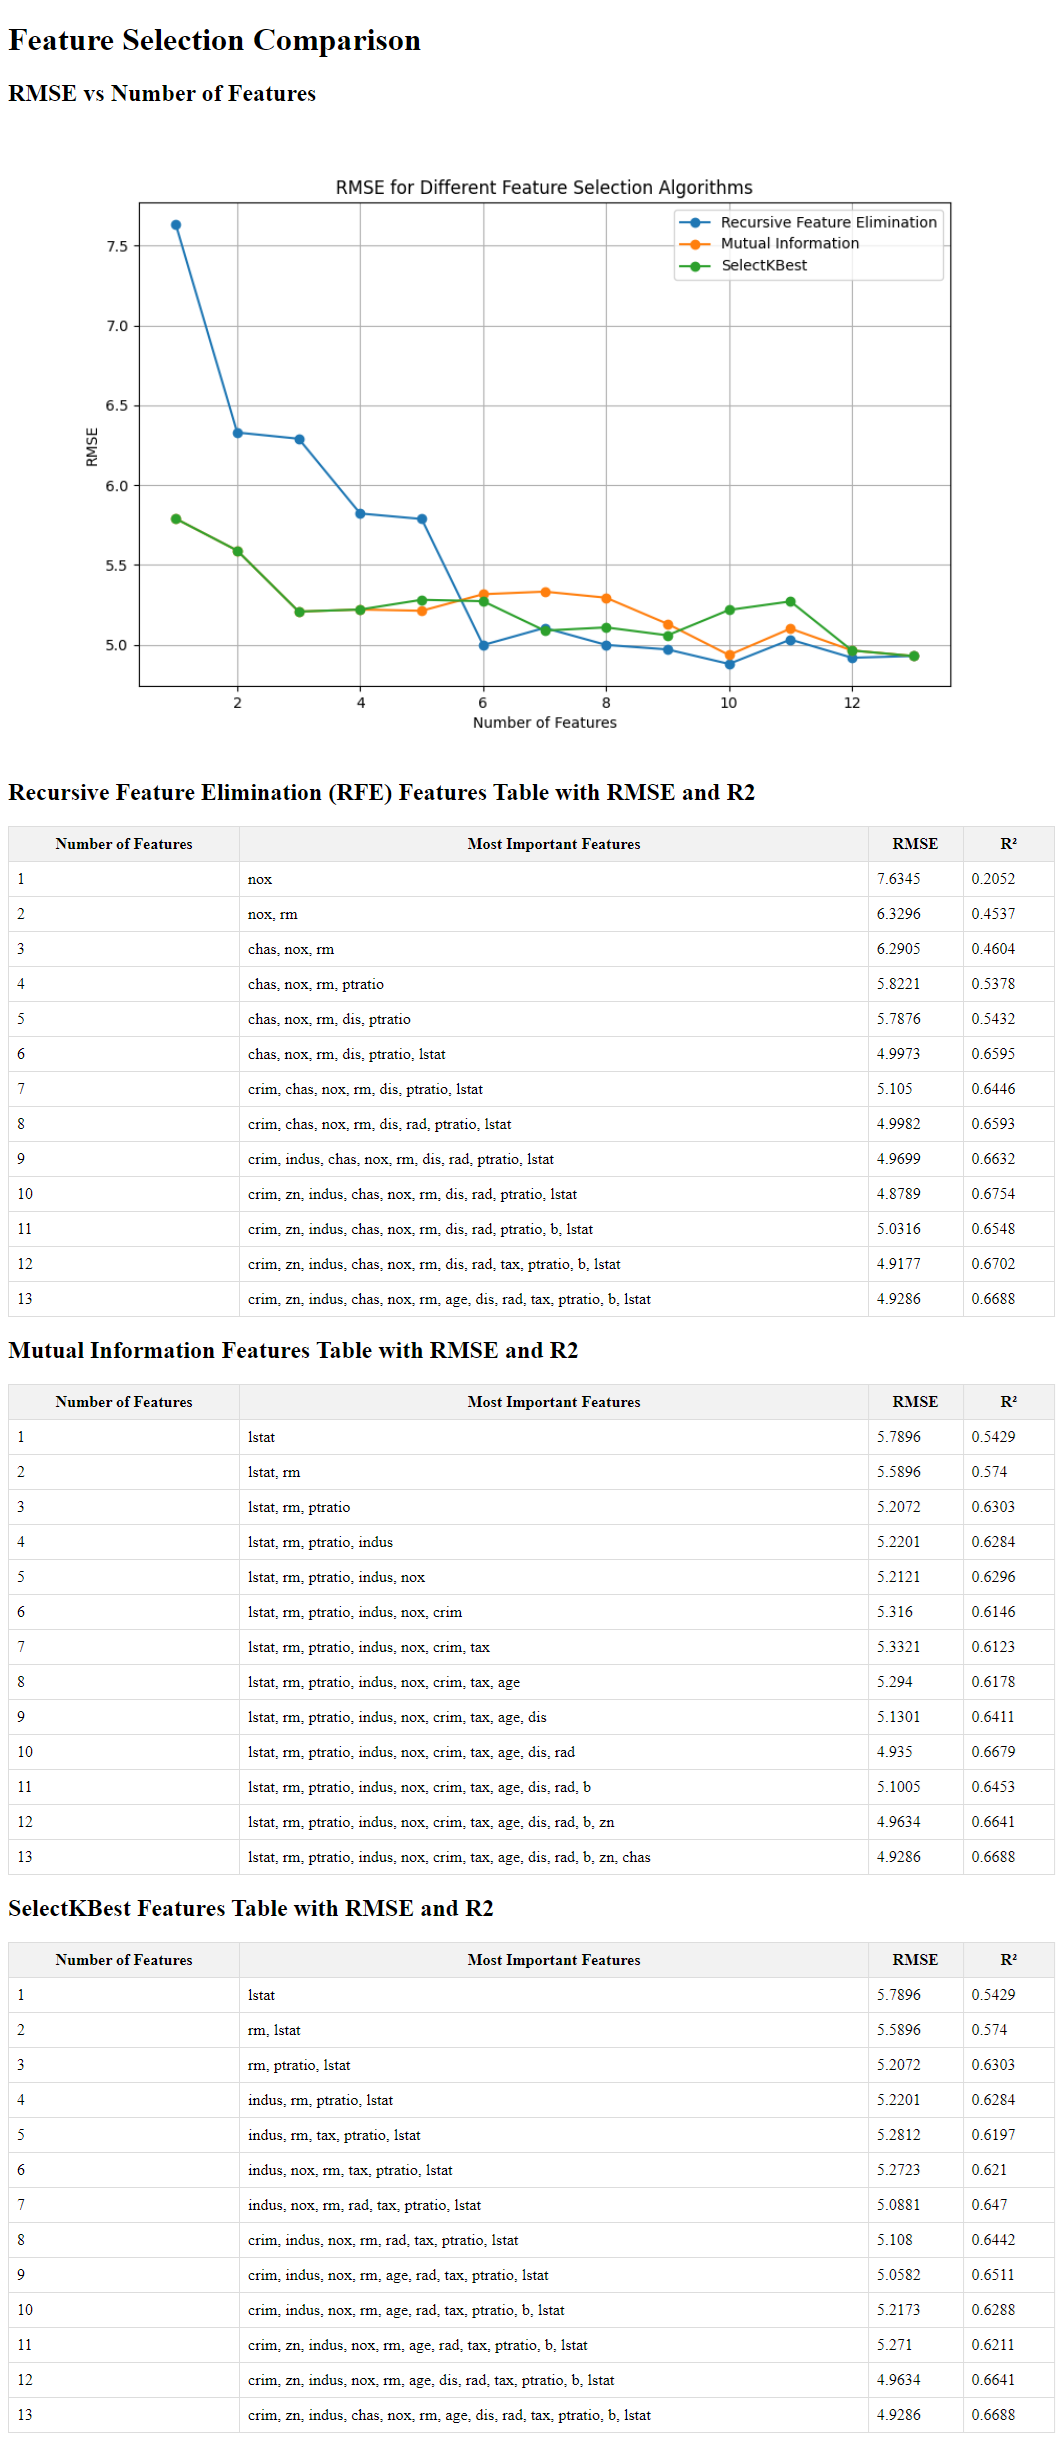 Feature Selection Comparison
RMSE vs Number of Features
RMSE for Different Feature Selection Algorithms
Recursive Feature Elimination
Mutual Information
SelectKBest
7.5
7.0
6.5
6.0
5.5
5.0
RMSE
2 4 6 8 10 12
Number of Features
Recursive Feature Elimination (RFE) Features Table with RMSE and R2
Number of Features Most Important Features RMSE R²
1 nox 7.6345 0.2052
2 nox, rm 6.3296 0.4537
3 chas, nox, rm 6.2905 0.4604
4 chas, nox, rm, ptratio 5.8221 0.5378
5 chas, nox, rm, dis, ptratio 5.7876 0.5432
6 chas, nox, rm, dis, ptratio, lstat 4.9973 0.6595
7 crim, chas, nox, rm, dis, ptratio, lstat 5.105 0.6446
8 crim, chas, nox, rm, dis, rad, ptratio, lstat 4.9982 0.6593
9 crim, indus, chas, nox, rm, dis, rad, ptratio, lstat 4.9699 0.6632
10 crim, zn, indus, chas, nox, rm, dis, rad, ptratio, lstat 4.8789 0.6754
11 crim, zn, indus, chas, nox, rm, dis, rad, ptratio, b, lstat 5.0316 0.6548
12 crim, zn, indus, chas, nox, rm, dis, rad, tax, ptratio, b, lstat 4.9177 0.6702
13 crim, zn, indus, chas, nox, rm, age, dis, rad, tax, ptratio, b, lstat 4.9286 0.6688
Mutual Information Features Table with RMSE and R2
Number of Features Most Important Features RMSE R²
1 lstat 5.7896 0.5429
2 lstat, rm 5.5896 0.574
3 lstat, rm, ptratio 5.2072 0.6303
4 lstat, rm, ptratio, indus 5.2201 0.6284
5 lstat, rm, ptratio, indus, nox 5.2121 0.6296
6 lstat, rm, ptratio, indus, nox, crim 5.316 0.6146
7 lstat, rm, ptratio, indus, nox, crim, tax 5.3321 0.6123
8 lstat, rm, ptratio, indus, nox, crim, tax, age 5.294 0.6178
9 lstat, rm, ptratio, indus, nox, crim, tax, age, dis 5.1301 0.6411
10 lstat, rm, ptratio, indus, nox, crim, tax, age, dis, rad 4.935 0.6679
11 lstat, rm, ptratio, indus, nox, crim, tax, age, dis, rad, b 5.1005 0.6453
12 lstat, rm, ptratio, indus, nox, crim, tax, age, dis, rad, b, zn 4.9634 0.6641
13 lstat, rm, ptratio, indus, nox, crim, tax, age, dis, rad, b, zn, chas 4.9286 0.6688
SelectKBest Features Table with RMSE and R2
Number of Features Most Important Features RMSE R²
1 lstat 5.7896 0.5429
2 rm, lstat 5.5896 0.574
3 rm, ptratio, lstat 5.2072 0.6303
4 indus, rm, ptratio, lstat 5.2201 0.6284
5 indus, rm, tax, ptratio, lstat 5.2812 0.6197
6 indus, nox, rm, tax, ptratio, lstat 5.2723 0.621
7 indus, nox, rm, rad, tax, ptratio, lstat 5.0881 0.647
8 crim, indus, nox, rm, rad, tax, ptratio, lstat 5.108 0.6442
9 crim, indus, nox, rm, age, rad, tax, ptratio, lstat 5.0582 0.6511
10 crim, indus, nox, rm, age, rad, tax, ptratio, b, lstat 5.2173 0.6288
11 crim, zn, indus, nox, rm, age, rad, tax, ptratio, b, lstat 5.271 0.6211
12 crim, zn, indus, nox, rm, age, dis, rad, tax, ptratio, b, lstat 4.9634 0.6641
13 crim, zn, indus, chas, nox, rm, age, dis, rad, tax, ptratio, b, lstat 4.9286 0.6688